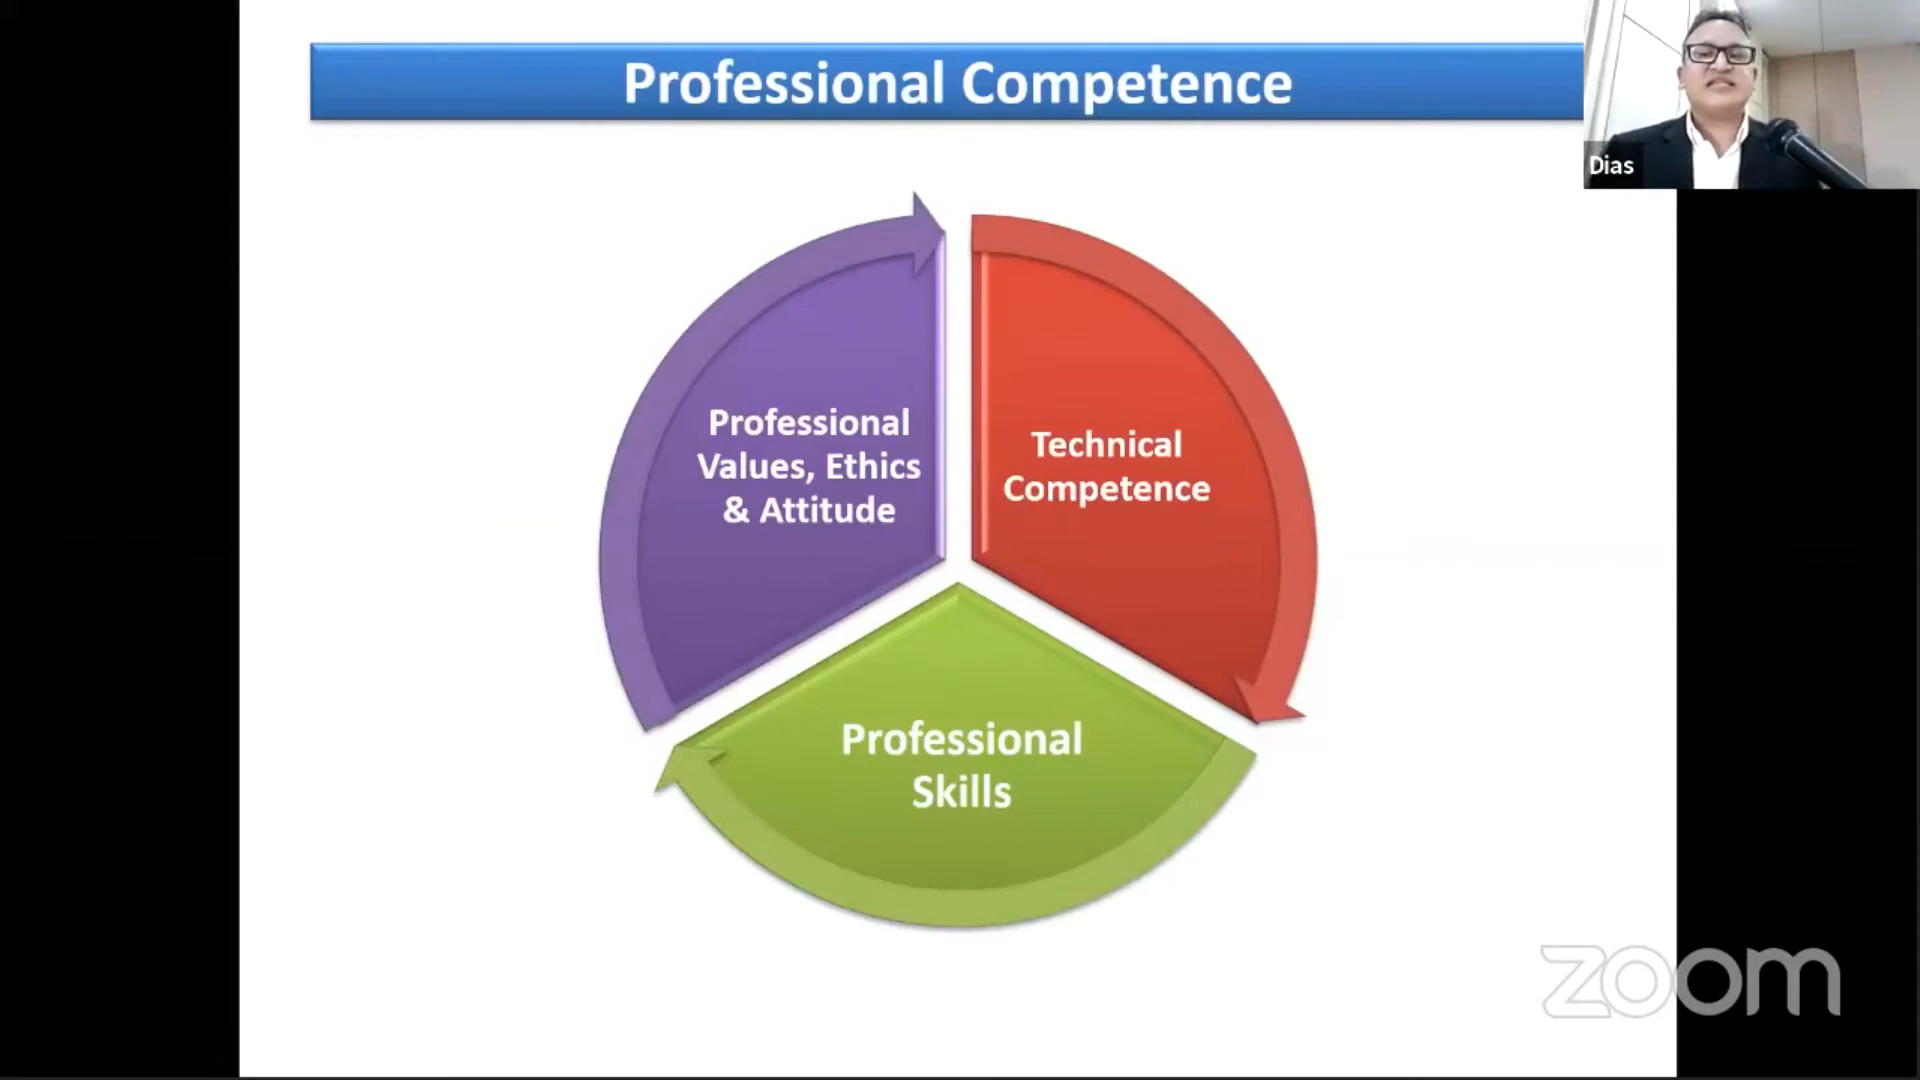 Professional Competence
Dias
Professional
Values, Ethics
& Attitude
Technical
Competence
Professional
Skills
zoom